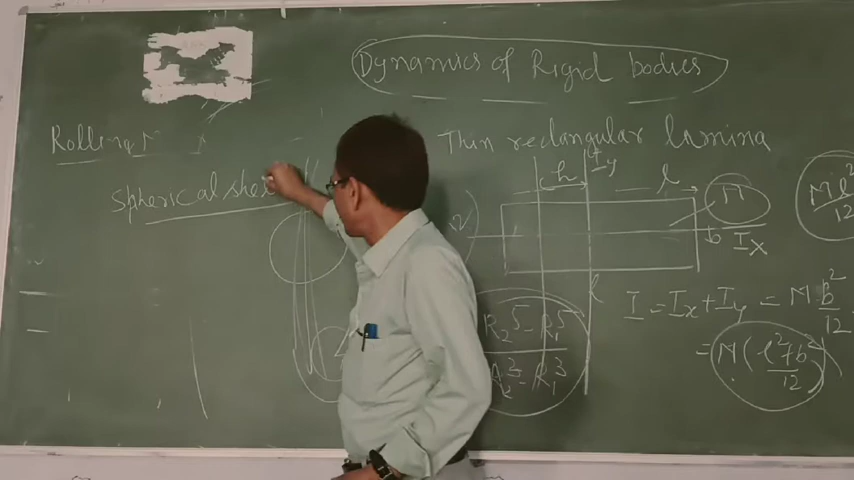 Dynamics of Rigid bodies
Rolling M
Thin rectangular lamina
Spherical she
h
y
l
M
b
Ix
Ml²/12
I = Ix + Iy = M b²/12
= M ( l² + b² / 12 )
R₂⁵ - R₁⁵
R₂³ - R₁³